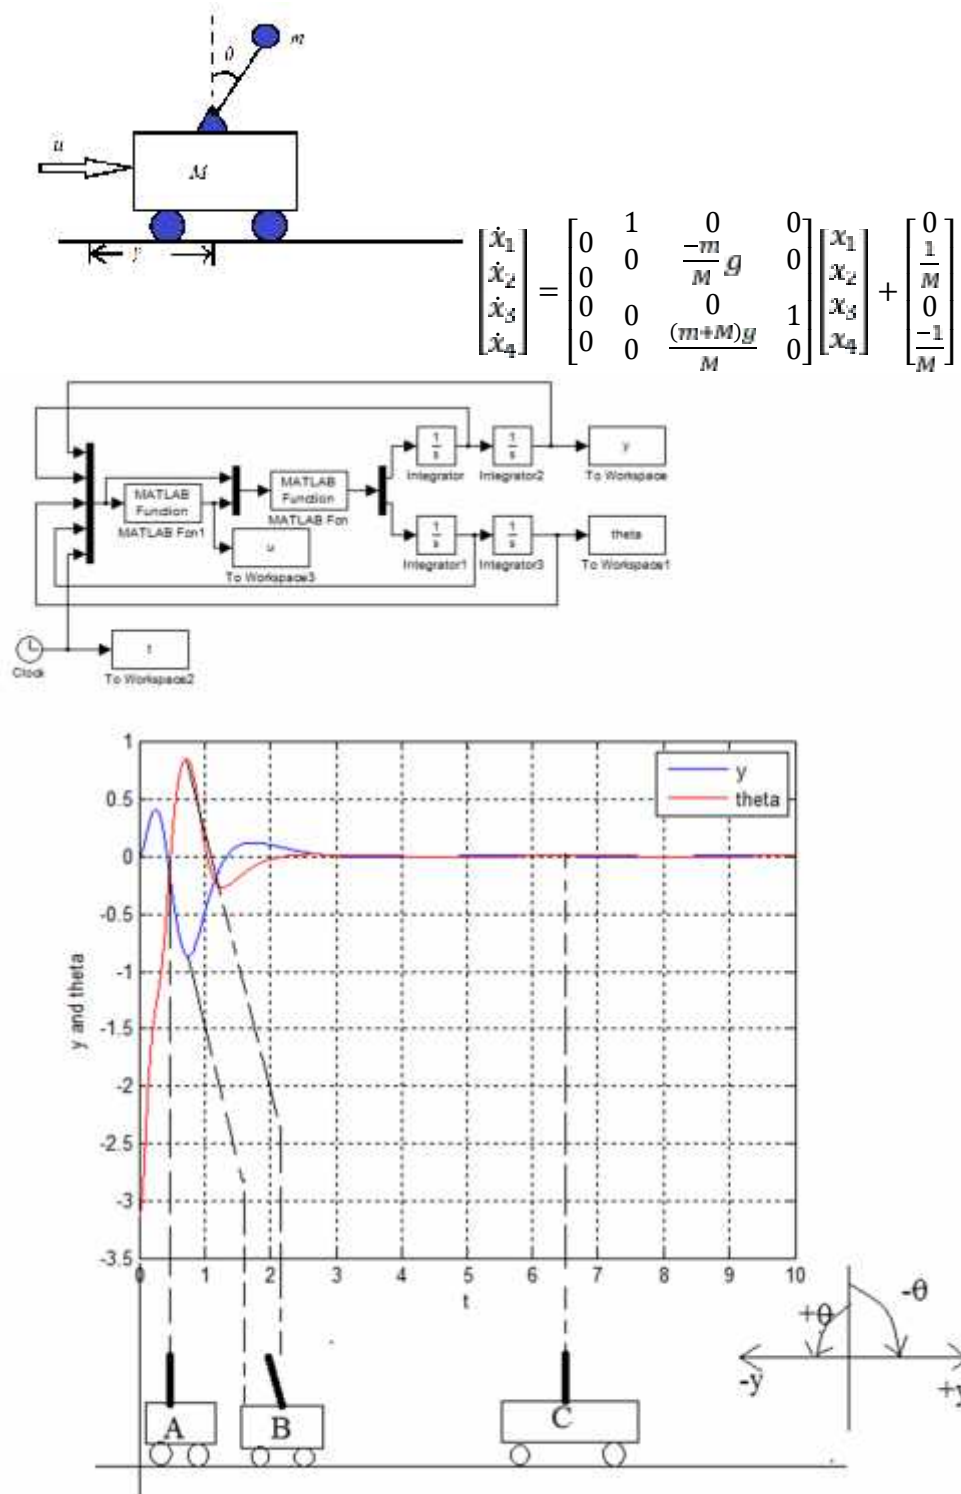 m
θ
u
M
y
ẋ₁ 0 1 0 0 x₁ 0
ẋ₂ = 0 0 -m/M g 0 x₂ + 1/M
ẋ₃ 0 0 0 1 x₃ 0
ẋ₄ 0 0 (m+M)g/M 0 x₄ -1/M
MATLAB
Function
MATLAB Fcn1
MATLAB
Function
MATLAB Fcn
1/s
Integrator
1/s
Integrator2
y
To Workspace
1/s
Integrator1
1/s
Integrator3
theta
To Workspace1
u
To Workspace3
Clock
t
To Workspace2
y and theta
1
0.5
0
-0.5
-1
-1.5
-2
-2.5
-3
-3.5
y
theta
0 1 2 3 4 5 6 7 8 9 10
t
+θ
-θ
-y
+y
A
B
C